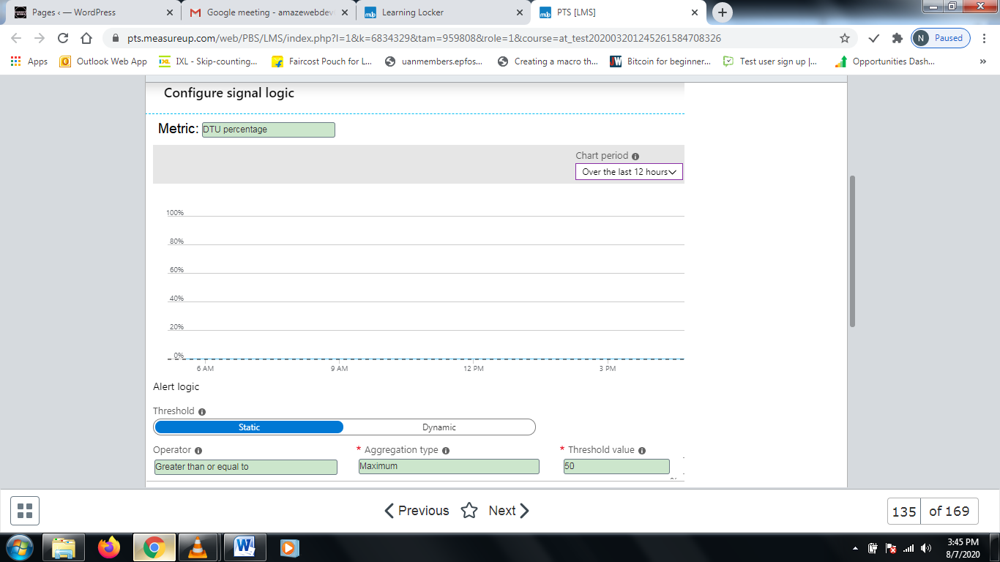 Pages ‹ — WordPress
Google meeting - amazewebdev
Learning Locker
PTS [LMS]
pts.measureup.com/web/PBS/LMS/index.php?l=1&k=6834329&tam=959808&role=1&course=at_test202003201245261584708326
N Paused
Apps
Outlook Web App
IXL - Skip-counting...
Faircost Pouch for L...
uanmembers.epfos...
Creating a macro th...
Bitcoin for beginner...
Test user sign up |...
Opportunities Dash...
»
Configure signal logic
Metric: DTU percentage
Chart period
Over the last 12 hours
100%
80%
60%
40%
20%
0%
6 AM 9 AM 12 PM 3 PM
Alert logic
Threshold
Static Dynamic
Operator * Aggregation type * Threshold value
Greater than or equal to Maximum 50
Previous Next 135 of 169
3:45 PM
8/7/2020